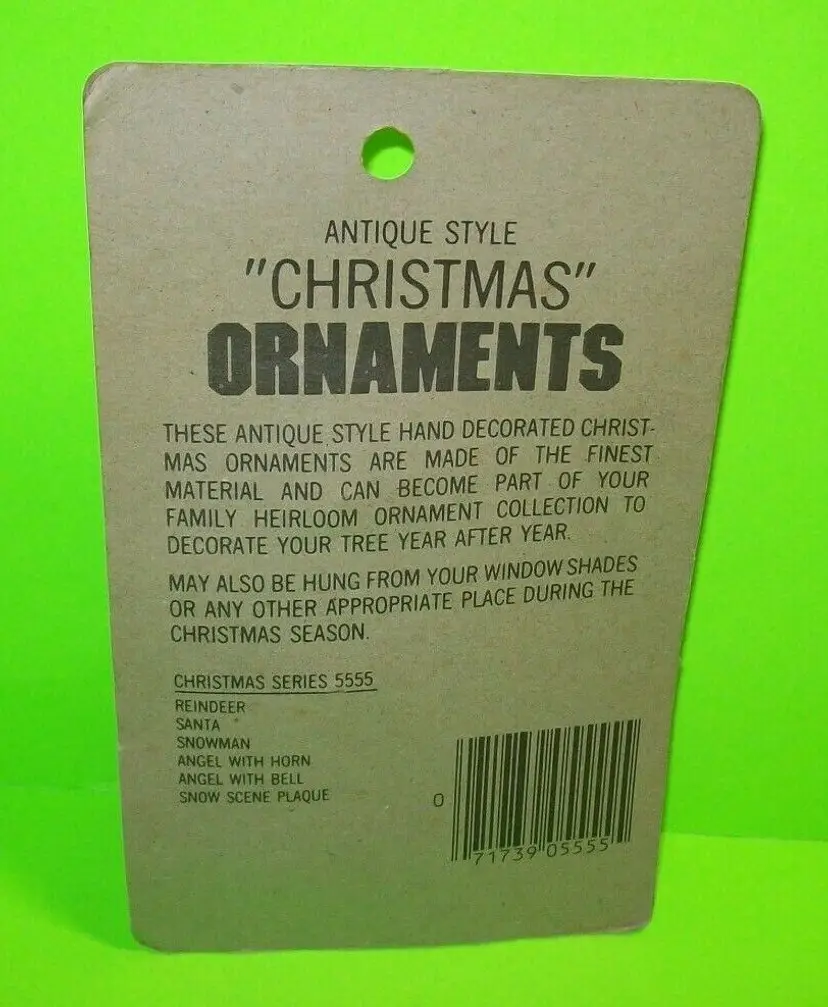 ANTIQUE STYLE
"CHRISTMAS"
ORNAMENTS
THESE ANTIQUE STYLE HAND DECORATED CHRIST-
MAS ORNAMENTS ARE MADE OF THE FINEST
MATERIAL AND CAN BECOME PART OF YOUR
FAMILY HEIRLOOM ORNAMENT COLLECTION TO
DECORATE YOUR TREE YEAR AFTER YEAR.
MAY ALSO BE HUNG FROM YOUR WINDOW SHADES
OR ANY OTHER APPROPRIATE PLACE DURING THE
CHRISTMAS SEASON.
CHRISTMAS SERIES 5555
REINDEER
SANTA
SNOWMAN
ANGEL WITH HORN
ANGEL WITH BELL
SNOW SCENE PLAQUE
0 71739 05555